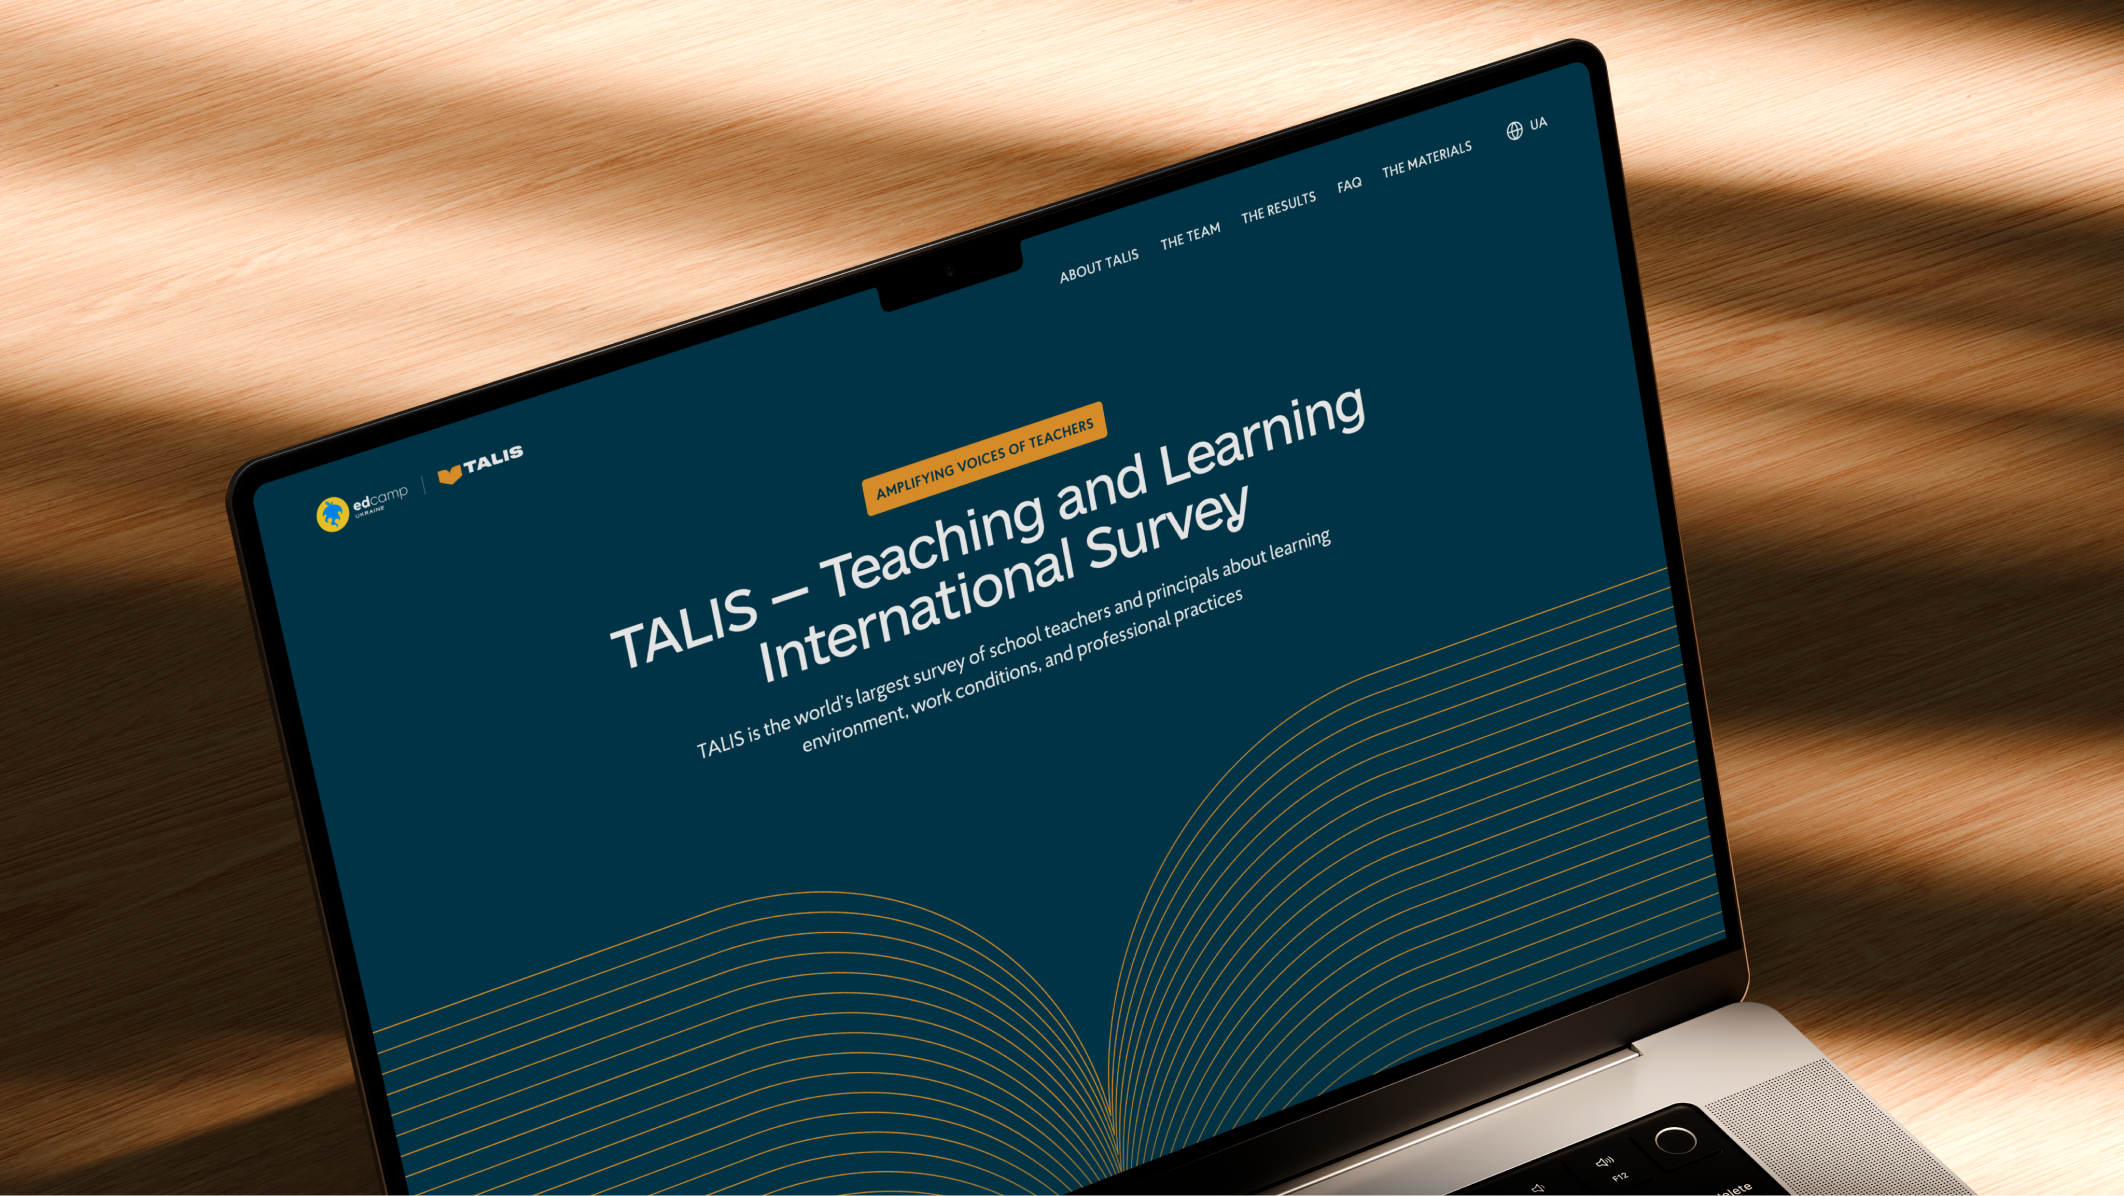 edcamp
UKRAINE
TALIS
ABOUT TALIS
THE TEAM
THE RESULTS
FAQ
THE MATERIALS
UA
AMPLIFYING VOICES OF TEACHERS
TALIS – Teaching and Learning
International Survey
TALIS is the world's largest survey of school teachers and principals about learning
environment, work conditions, and professional practices
F12
delete